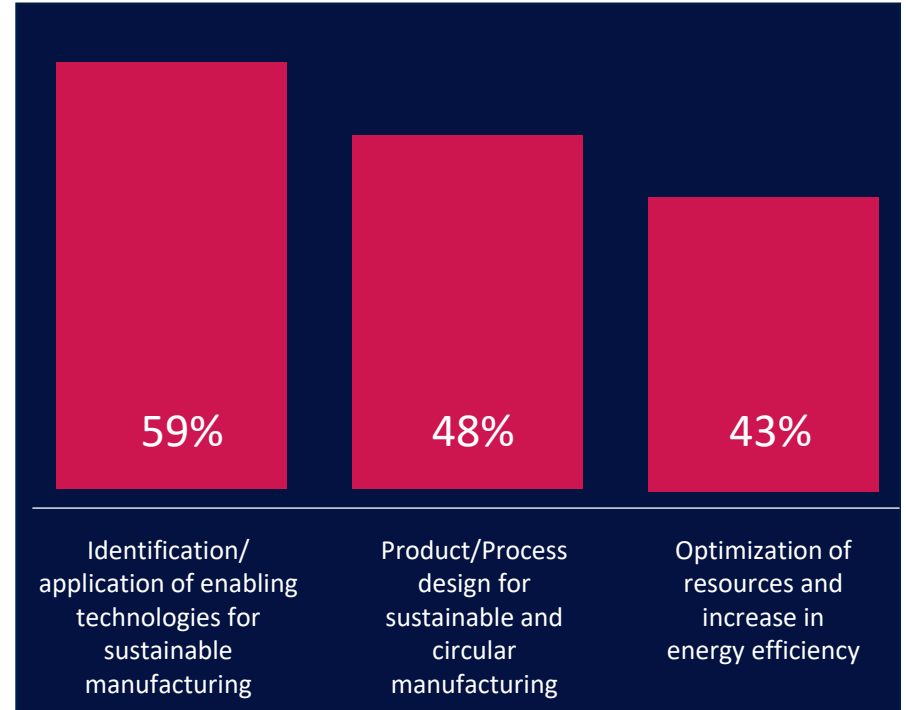 59%
48%
43%
Identification/
application of enabling
technologies for
sustainable
manufacturing
Product/Process
design for
sustainable and
circular
manufacturing
Optimization of
resources and
increase in
energy efficiency